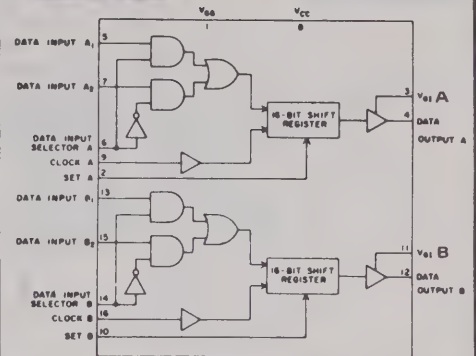 VGG VCC
1 8
DATA INPUT A1 5
DATA INPUT A2 7
DATA INPUT
SELECTOR A 6
CLOCK A 9
SET A 2
16-BIT SHIFT
REGISTER
3 VG1 A
4 DATA
OUTPUT A
DATA INPUT B1 13
DATA INPUT B2 15
DATA INPUT
SELECTOR B 14
CLOCK B 16
SET B 10
16-BIT SHIFT
REGISTER
11 VG1 B
12 DATA
OUTPUT B